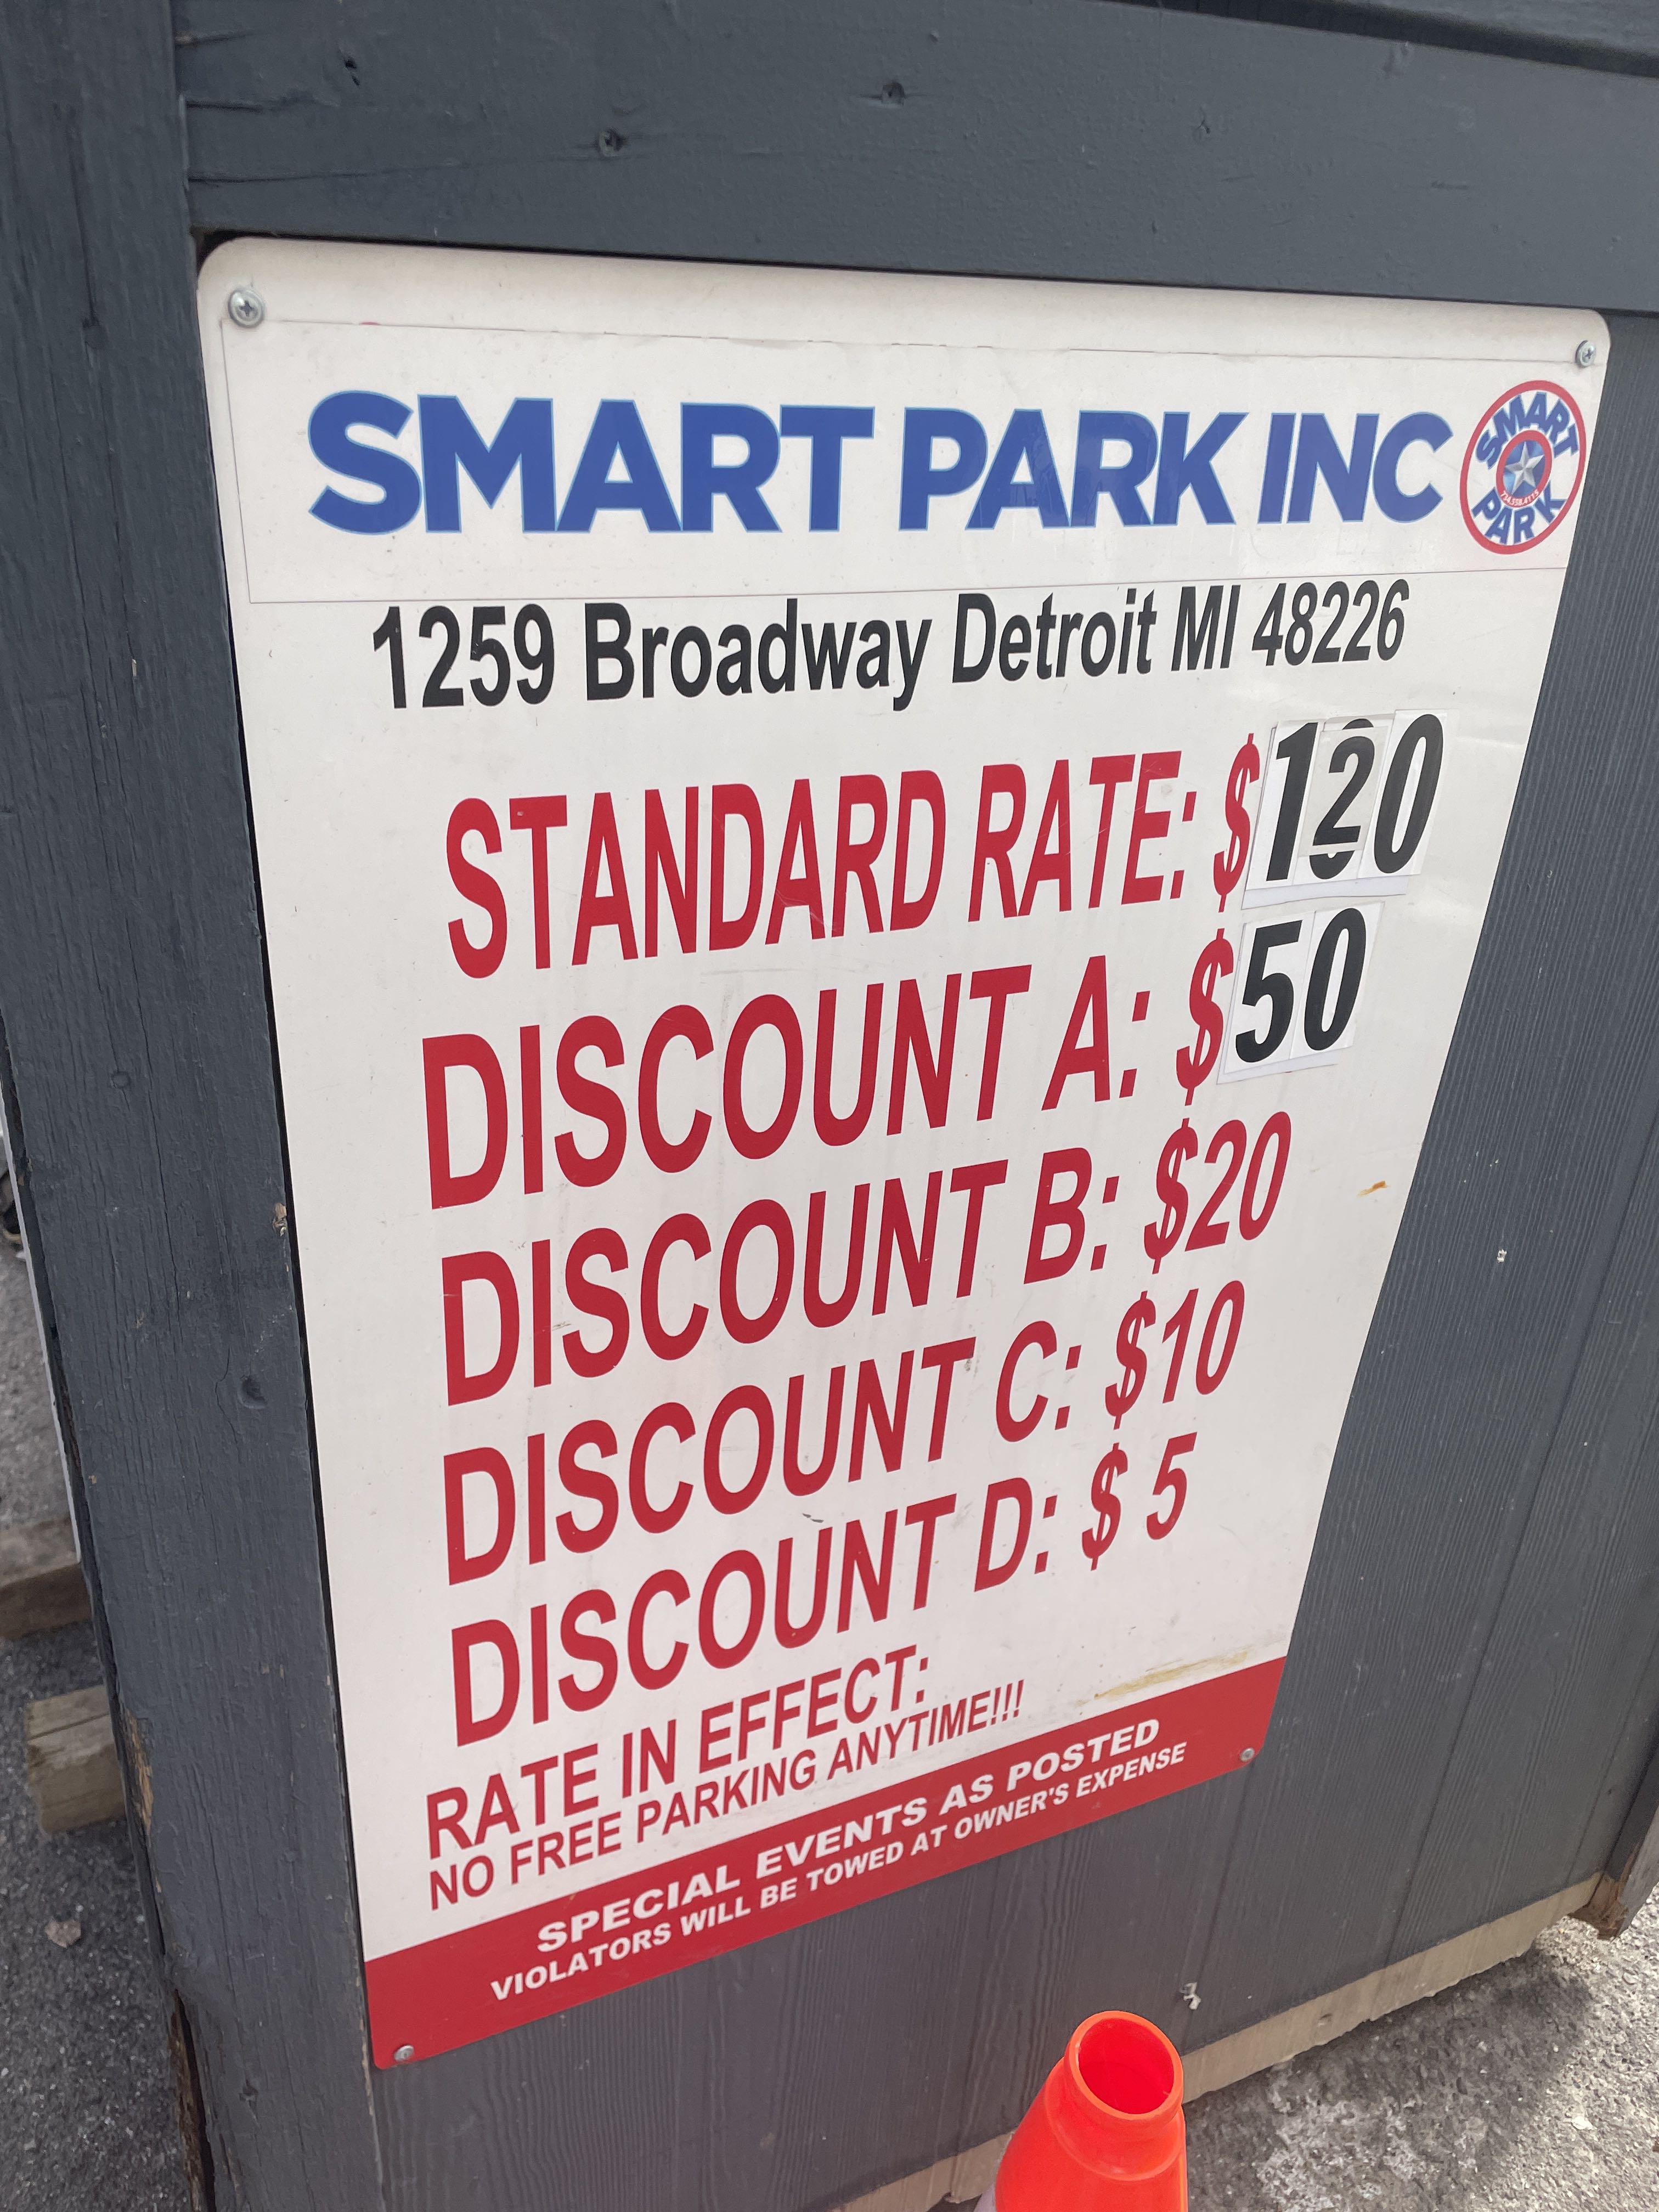 SMART PARK INC
SMART
PARK
1259 Broadway Detroit MI 48226
STANDARD RATE: $120
DISCOUNT A: $50
DISCOUNT B: $20
DISCOUNT C: $10
DISCOUNT D: $ 5
RATE IN EFFECT:
NO FREE PARKING ANYTIME!!!
SPECIAL EVENTS AS POSTED
VIOLATORS WILL BE TOWED AT OWNER'S EXPENSE